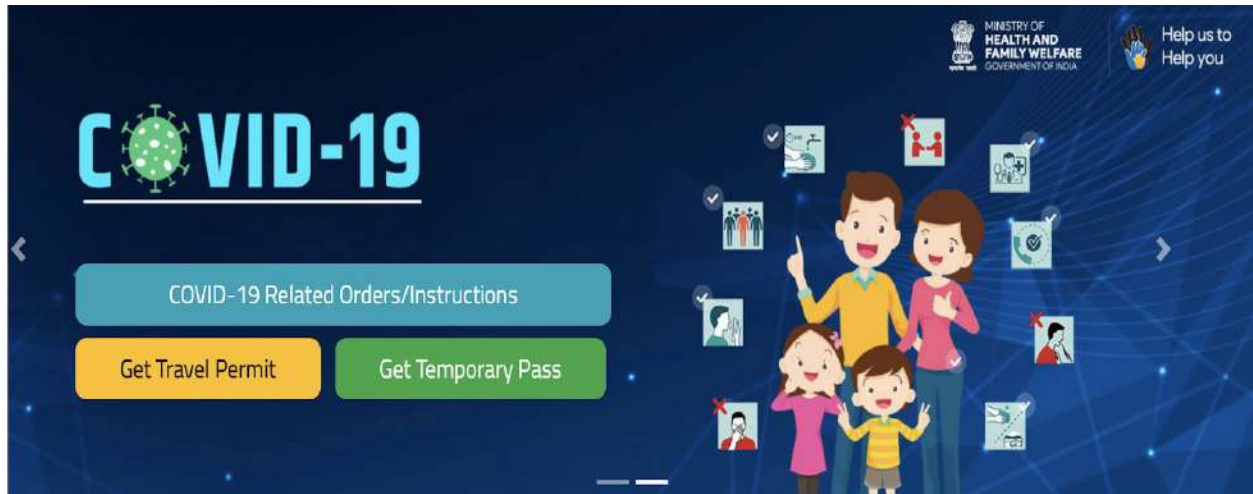 MINISTRY OF
HEALTH AND
FAMILY WELFARE
GOVERNMENT OF INDIA
Help us to
Help you
COVID-19
COVID-19 Related Orders/Instructions
Get Travel Permit
Get Temporary Pass